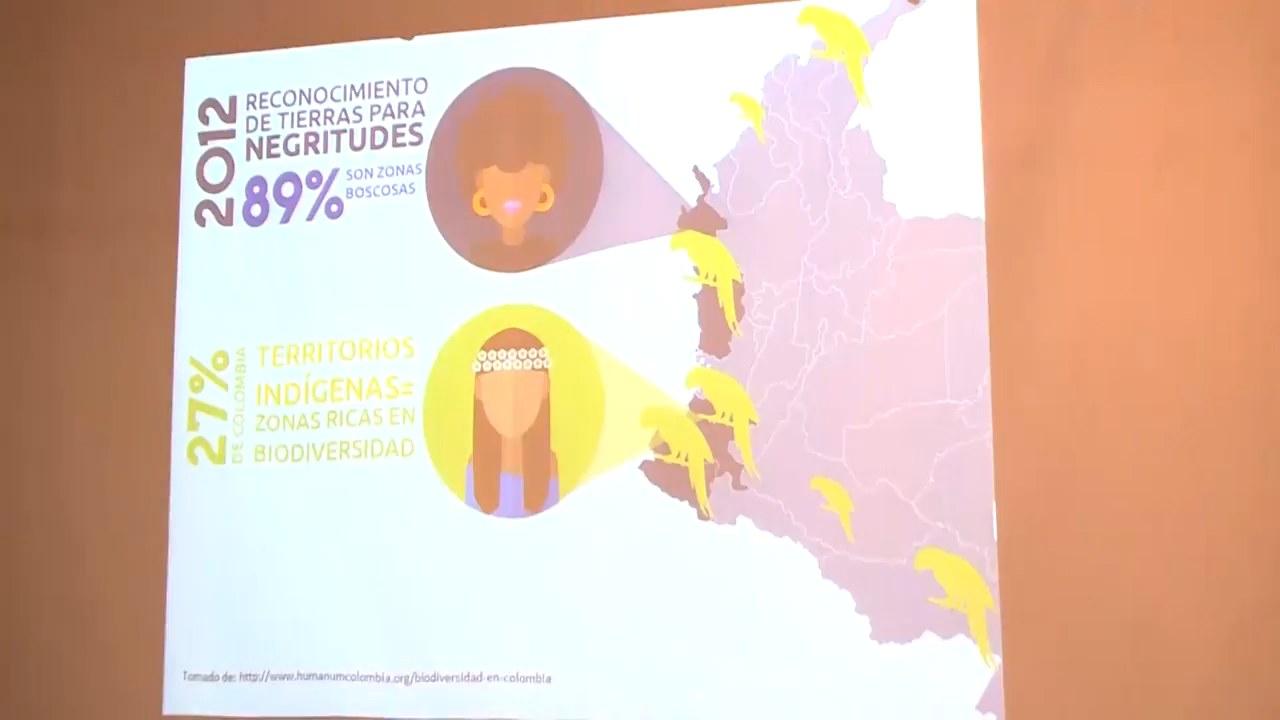 2012
RECONOCIMIENTO
DE TIERRAS PARA
NEGRITUDES
89%
SON ZONAS
BOSCOSAS
27%
DE COLOMBIA
TERRITORIOS
INDÍGENAS=
ZONAS RICAS EN
BIODIVERSIDAD
Tomado de: http://www.humanumcolombia.org/biodiversidad-en-colombia